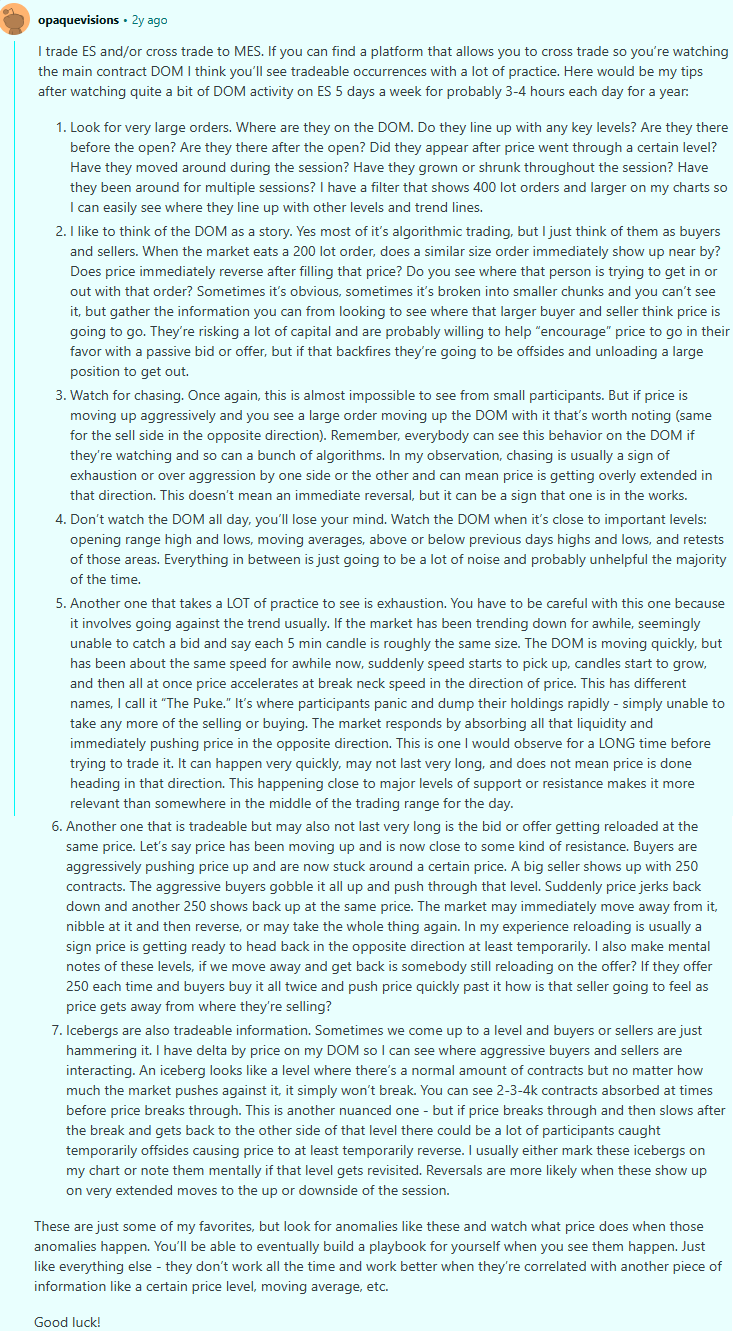 opaquevisions • 2y ago
I trade ES and/or cross trade to MES. If you can find a platform that allows you to cross trade so you're watching
the main contract DOM I think you'll see tradeable occurrences with a lot of practice. Here would be my tips
after watching quite a bit of DOM activity on ES 5 days a week for probably 3-4 hours each day for a year:
1. Look for very large orders. Where are they on the DOM. Do they line up with any key levels? Are they there
before the open? Are they there after the open? Did they appear after price went through a certain level?
Have they moved around during the session? Have they grown or shrunk throughout the session? Have
they been around for multiple sessions? I have a filter that shows 400 lot orders and larger on my charts so
I can easily see where they line up with other levels and trend lines.
2. I like to think of the DOM as a story. Yes most of it's algorithmic trading, but I just think of them as buyers
and sellers. When the market eats a 200 lot order, does a similar size order immediately show up near by?
Does price immediately reverse after filling that price? Do you see where that person is trying to get in or
out with that order? Sometimes it's obvious, sometimes it's broken into smaller chunks and you can't see
it, but gather the information you can from looking to see where that larger buyer and seller think price is
going to go. They're risking a lot of capital and are probably willing to help "encourage" price to go in their
favor with a passive bid or offer, but if that backfires they're going to be offsides and unloading a large
position to get out.
3. Watch for chasing. Once again, this is almost impossible to see from small participants. But if price is
moving up aggressively and you see a large order moving up the DOM with it that's worth noting (same
for the sell side in the opposite direction). Remember, everybody can see this behavior on the DOM if
they're watching and so can a bunch of algorithms. In my observation, chasing is usually a sign of
exhaustion or over aggression by one side or the other and can mean price is getting overly extended in
that direction. This doesn't mean an immediate reversal, but it can be a sign that one is in the works.
4. Don't watch the DOM all day, you'll lose your mind. Watch the DOM when it's close to important levels:
opening range high and lows, moving averages, above or below previous days highs and lows, and retests
of those areas. Everything in between is just going to be a lot of noise and probably unhelpful the majority
of the time.
5. Another one that takes a LOT of practice to see is exhaustion. You have to be careful with this one because
it involves going against the trend usually. If the market has been trending down for awhile, seemingly
unable to catch a bid and say each 5 min candle is roughly the same size. The DOM is moving quickly, but
has been about the same speed for awhile now, suddenly speed starts to pick up, candles start to grow,
and then all at once price accelerates at break neck speed in the direction of price. This has different
names, I call it "The Puke." It's where participants panic and dump their holdings rapidly - simply unable to
take any more of the selling or buying. The market responds by absorbing all that liquidity and
immediately pushing price in the opposite direction. This is one I would observe for a LONG time before
trying to trade it. It can happen very quickly, may not last very long, and does not mean price is done
heading in that direction. This happening close to major levels of support or resistance makes it more
relevant than somewhere in the middle of the trading range for the day.
6. Another one that is tradeable but may also not last very long is the bid or offer getting reloaded at the
same price. Let's say price has been moving up and is now close to some kind of resistance. Buyers are
aggressively pushing price up and are now stuck around a certain price. A big seller shows up with 250
contracts. The aggressive buyers gobble it all up and push through that level. Suddenly price jerks back
down and another 250 shows back up at the same price. The market may immediately move away from it,
nibble at it and then reverse, or may take the whole thing again. In my experience reloading is usually a
sign price is getting ready to head back in the opposite direction at least temporarily. I also make mental
notes of these levels, if we move away and get back is somebody still reloading on the offer? If they offer
250 each time and buyers buy it all twice and push price quickly past it how is that seller going to feel as
price gets away from where they're selling?
7. Icebergs are also tradeable information. Sometimes we come up to a level and buyers or sellers are just
hammering it. I have delta by price on my DOM so I can see where aggressive buyers and sellers are
interacting. An iceberg looks like a level where there's a normal amount of contracts but no matter how
much the market pushes against it, it simply won't break. You can see 2-3-4k contracts absorbed at times
before price breaks through. This is another nuanced one - but if price breaks through and then slows after
the break and gets back to the other side of that level there could be a lot of participants caught
temporarily offsides causing price to at least temporarily reverse. I usually either mark these icebergs on
my chart or note them mentally if that level gets revisited. Reversals are more likely when these show up
on very extended moves to the up or downside of the session.
These are just some of my favorites, but look for anomalies like these and watch what price does when those
anomalies happen. You'll be able to eventually build a playbook for yourself when you see them happen. Just
like everything else - they don't work all the time and work better when they're correlated with another piece of
information like a certain price level, moving average, etc.
Good luck!